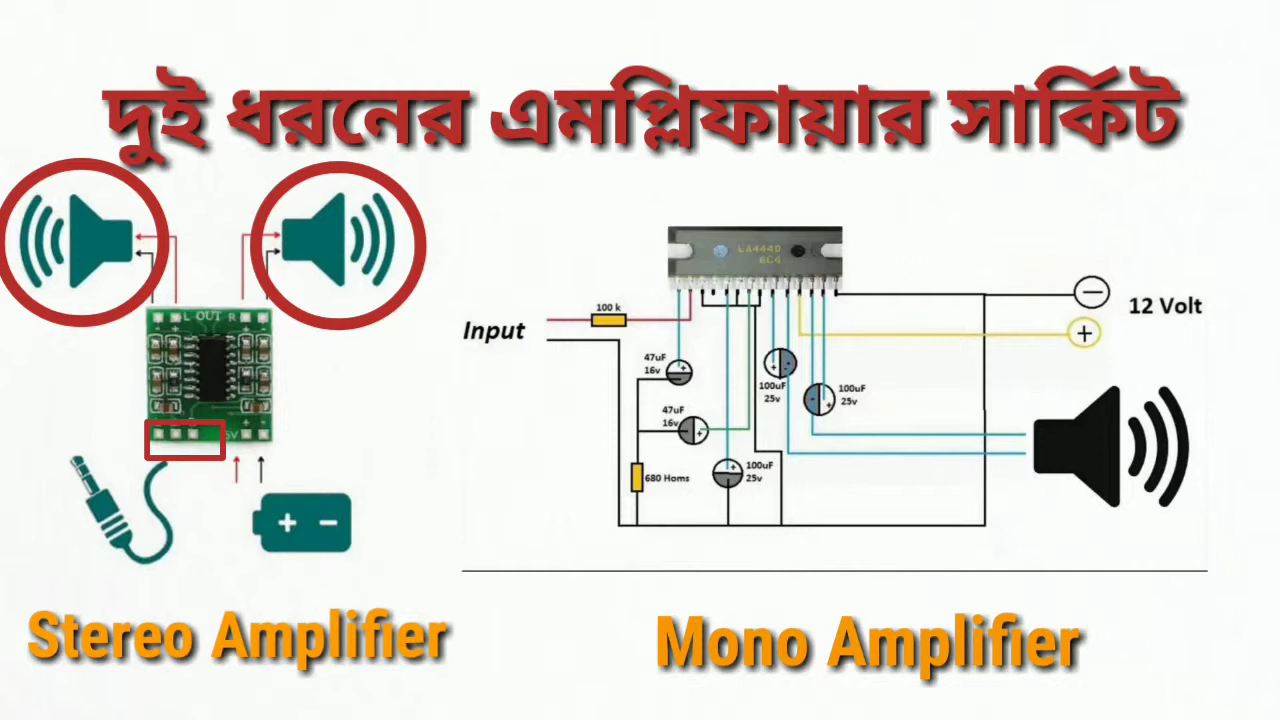 দুই ধরনের এমপ্লিফায়ার সার্কিট
L OUT R
5V
LA4440
6C4
100 k
Input
12 Volt
47uF
16v
100uF
25v
100uF
25v
47uF
16v
100uF
25v
680 Homs
Stereo Amplifier
Mono Amplifier